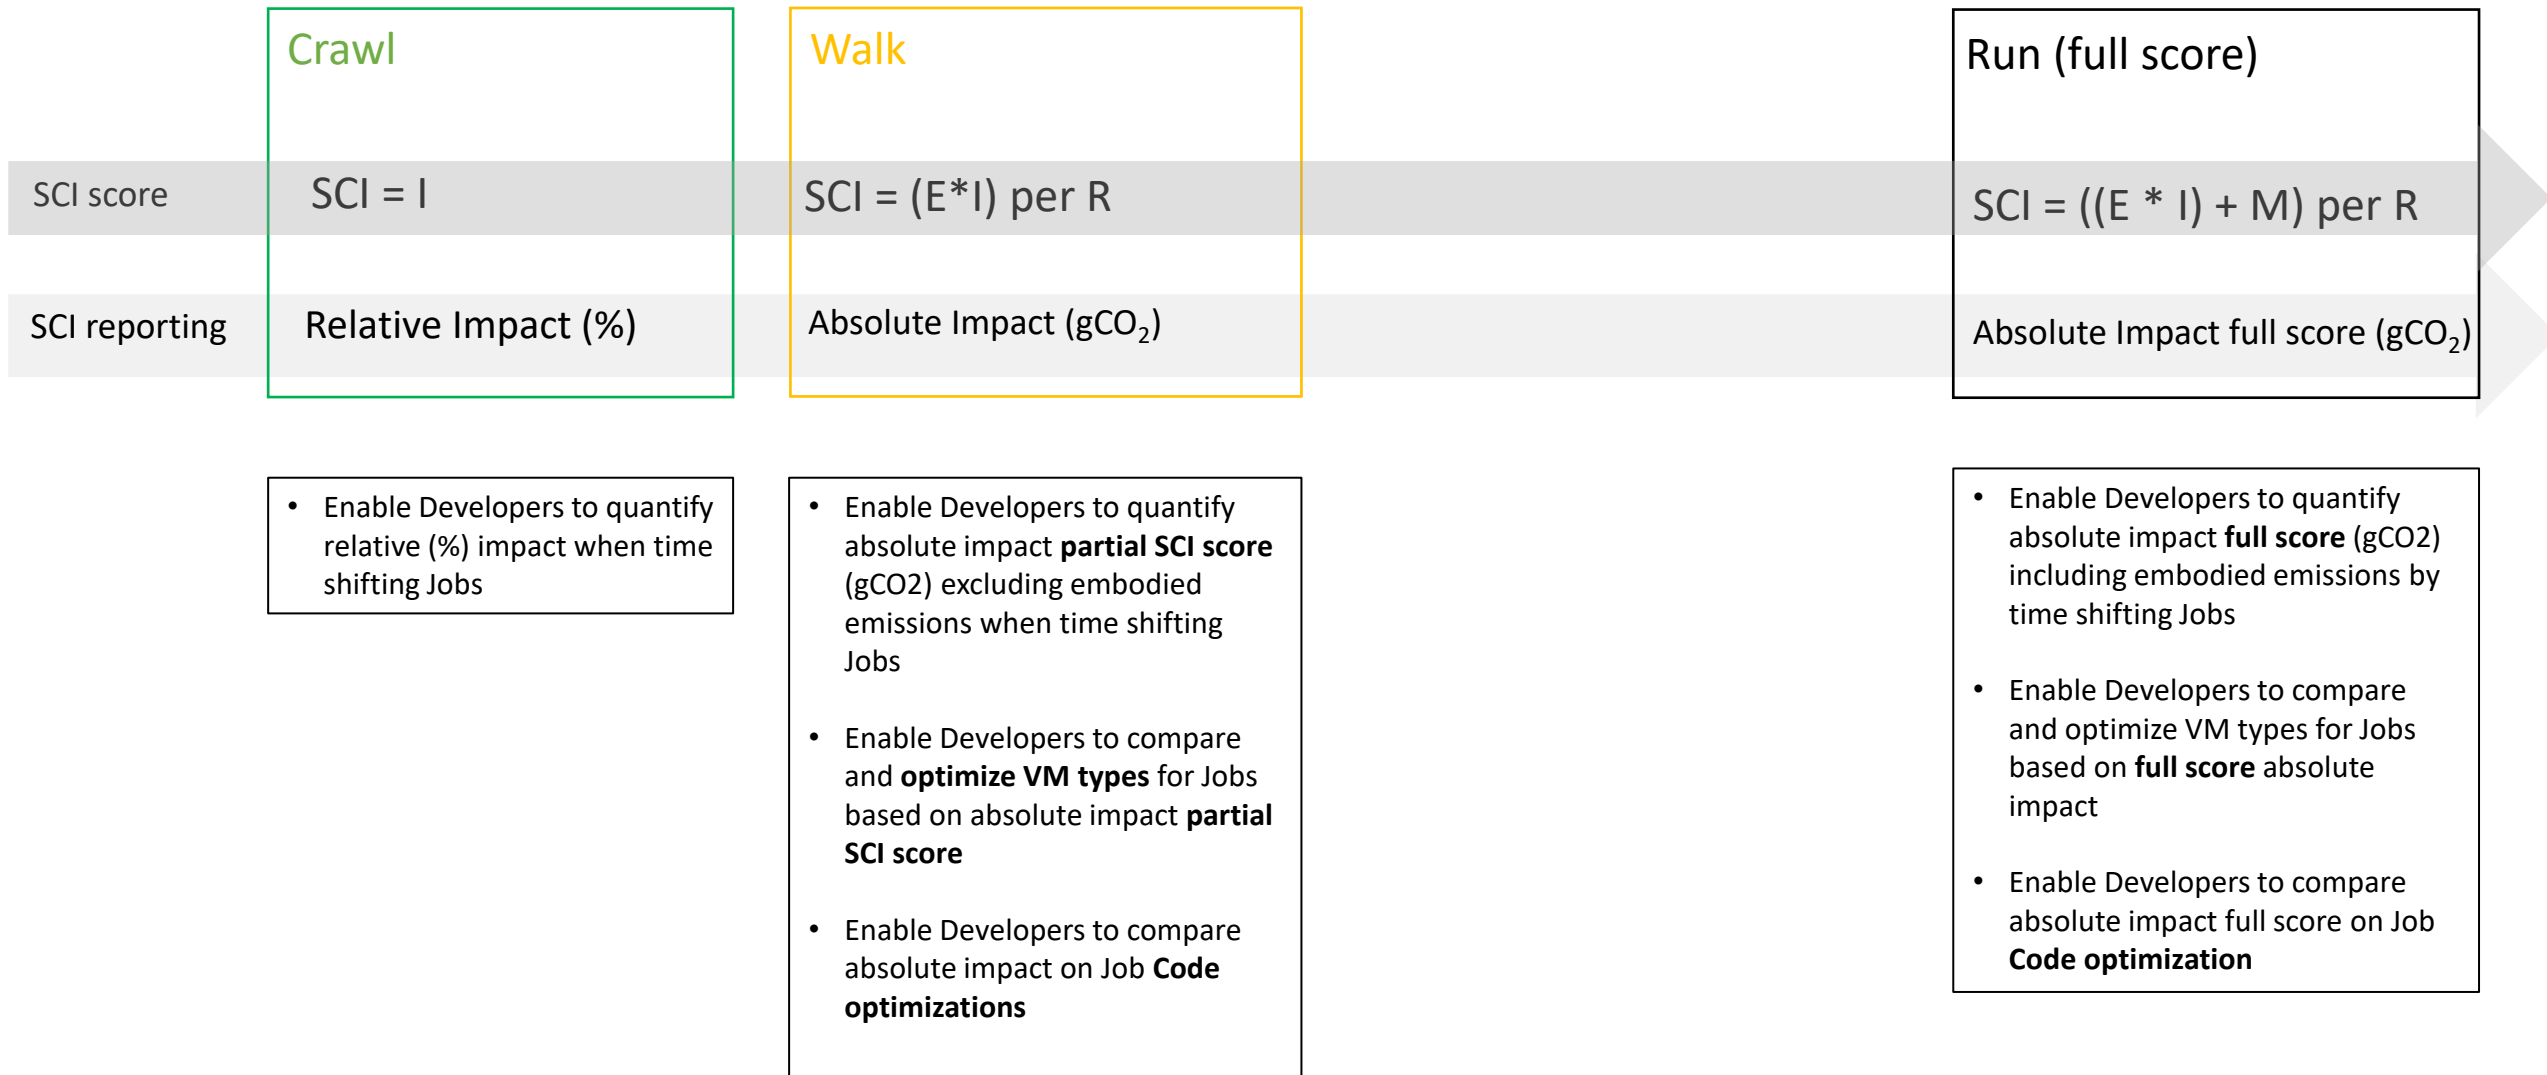 Crawl
Walk
Run (full score)
SCI score
SCI = I
SCI = (E*I) per R
SCI = ((E * I) + M) per R
SCI reporting
Relative Impact (%)
Absolute Impact (gCO₂)
Absolute Impact full score (gCO₂)
• Enable Developers to quantify
relative (%) impact when time
shifting Jobs
• Enable Developers to quantify
absolute impact partial SCI score
(gCO2) excluding embodied
emissions when time shifting
Jobs
• Enable Developers to compare
and optimize VM types for Jobs
based on absolute impact partial
SCI score
• Enable Developers to compare
absolute impact on Job Code
optimizations
• Enable Developers to quantify
absolute impact full score (gCO2)
including embodied emissions by
time shifting Jobs
• Enable Developers to compare
and optimize VM types for Jobs
based on full score absolute
impact
• Enable Developers to compare
absolute impact full score on Job
Code optimization